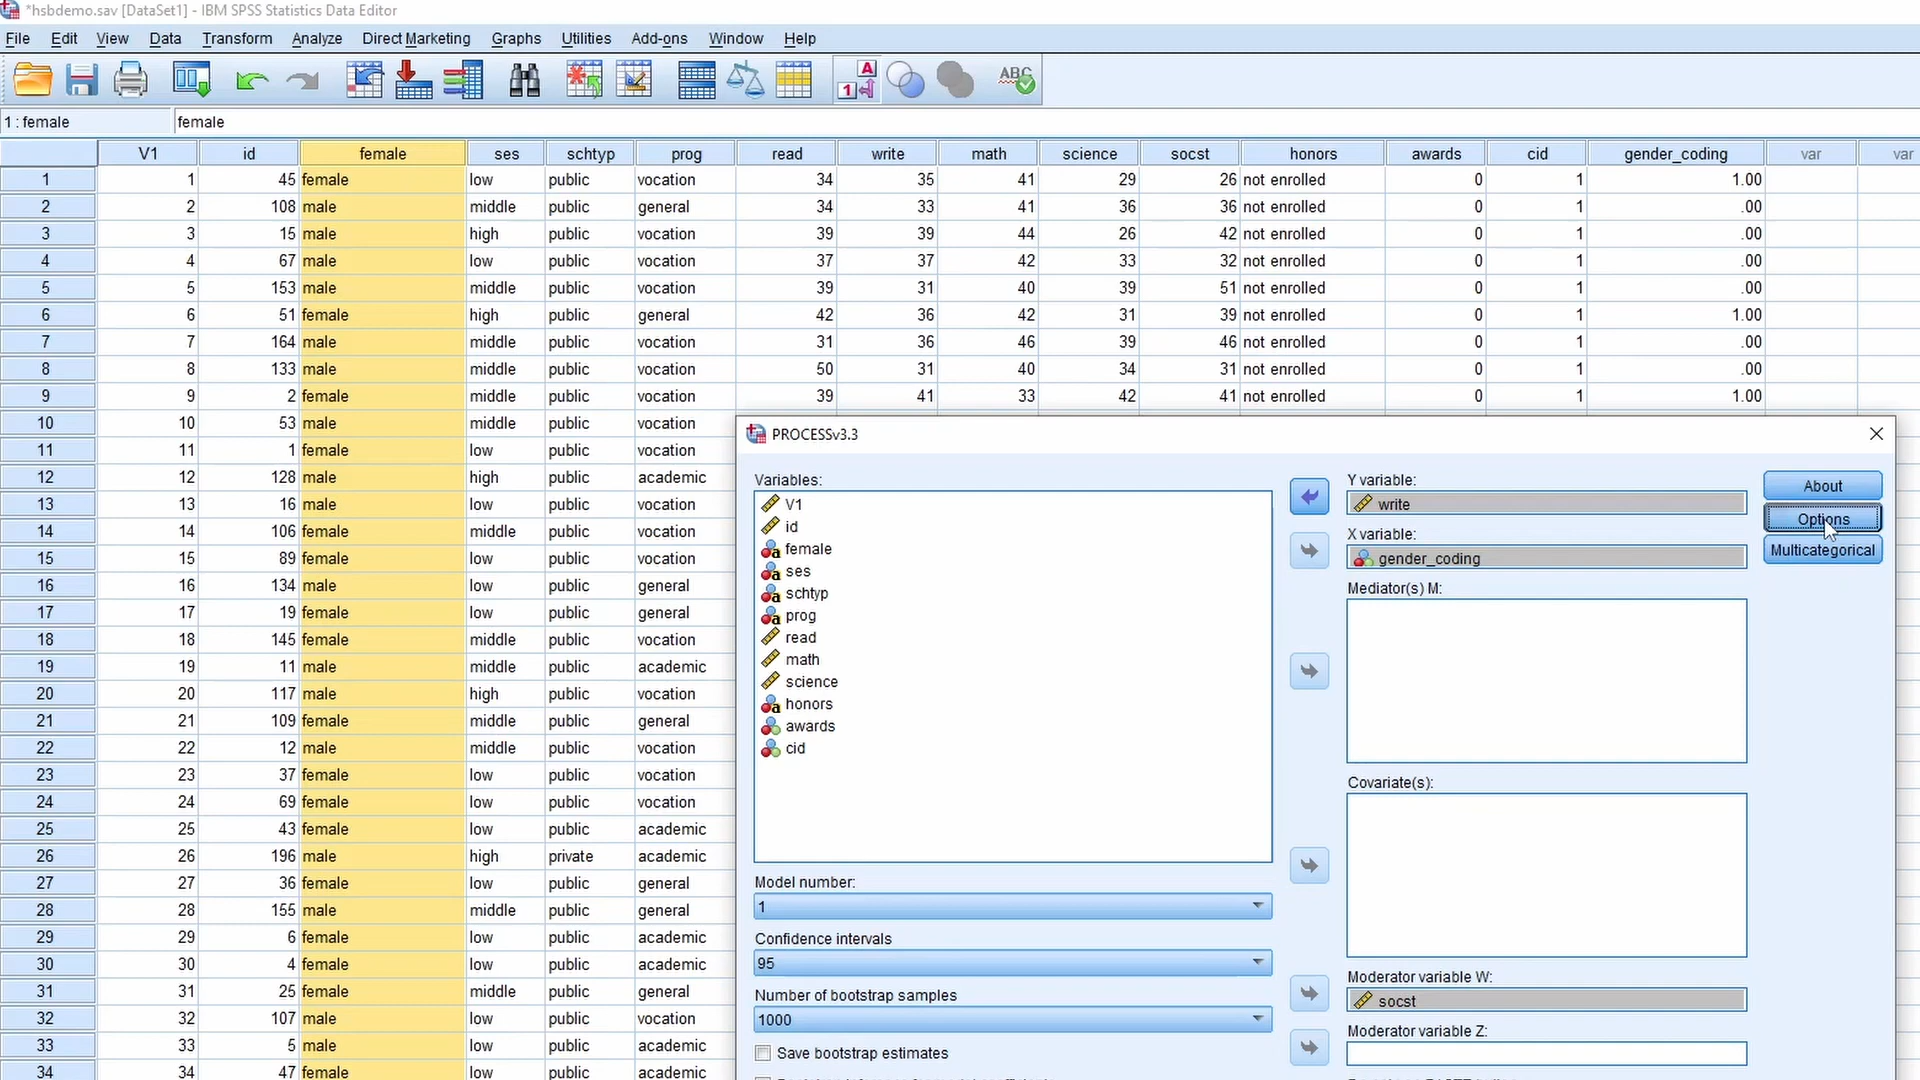 *hsbdemo.sav [DataSet1] - IBM SPSS Statistics Data Editor
File Edit View Data Transform Analyze Direct Marketing Graphs Utilities Add-ons Window Help
A
1
ABC
1 : female female
V1 id female ses schtyp prog read write math science socst honors awards cid gender_coding var var
1 1 45 female low public vocation 34 35 41 29 26 not enrolled 0 1 1.00
2 2 108 male middle public general 34 33 41 36 36 not enrolled 0 1 .00
3 3 15 male high public vocation 39 39 44 26 42 not enrolled 0 1 .00
4 4 67 male low public vocation 37 37 42 33 32 not enrolled 0 1 .00
5 5 153 male middle public vocation 39 31 40 39 51 not enrolled 0 1 .00
6 6 51 female high public general 42 36 42 31 39 not enrolled 0 1 1.00
7 7 164 male middle public vocation 31 36 46 39 46 not enrolled 0 1 .00
8 8 133 male middle public vocation 50 31 40 34 31 not enrolled 0 1 .00
9 9 2 female middle public vocation 39 41 33 42 41 not enrolled 0 1 1.00
10 10 53 male middle public vocation
11 11 1 female low public vocation
12 12 128 male high public academic
13 13 16 male low public vocation
14 14 106 male middle public vocation
15 15 89 female low public vocation
16 16 134 male low public general
17 17 19 female low public general
18 18 145 female middle public vocation
19 19 11 male middle public academic
20 20 117 male high public vocation
21 21 109 female middle public general
22 22 12 male middle public vocation
23 23 37 female low public vocation
24 24 69 female low public vocation
25 25 43 female low public academic
26 26 196 male high private academic
27 27 36 female low public general
28 28 155 male middle public general
29 29 6 female low public academic
30 30 4 female low public academic
31 31 25 female middle public general
32 32 107 male low public vocation
33 33 5 male low public academic
34 34 47 female low public academic
PROCESSv3.3
Variables:
V1
id
female
ses
schtyp
prog
read
math
science
honors
awards
cid
Model number:
1
Confidence intervals
95
Number of bootstrap samples
1000
Save bootstrap estimates
Y variable:
write
X variable:
gender_coding
Mediator(s) M:
Covariate(s):
Moderator variable W:
socst
Moderator variable Z:
About
Options
Multicategorical